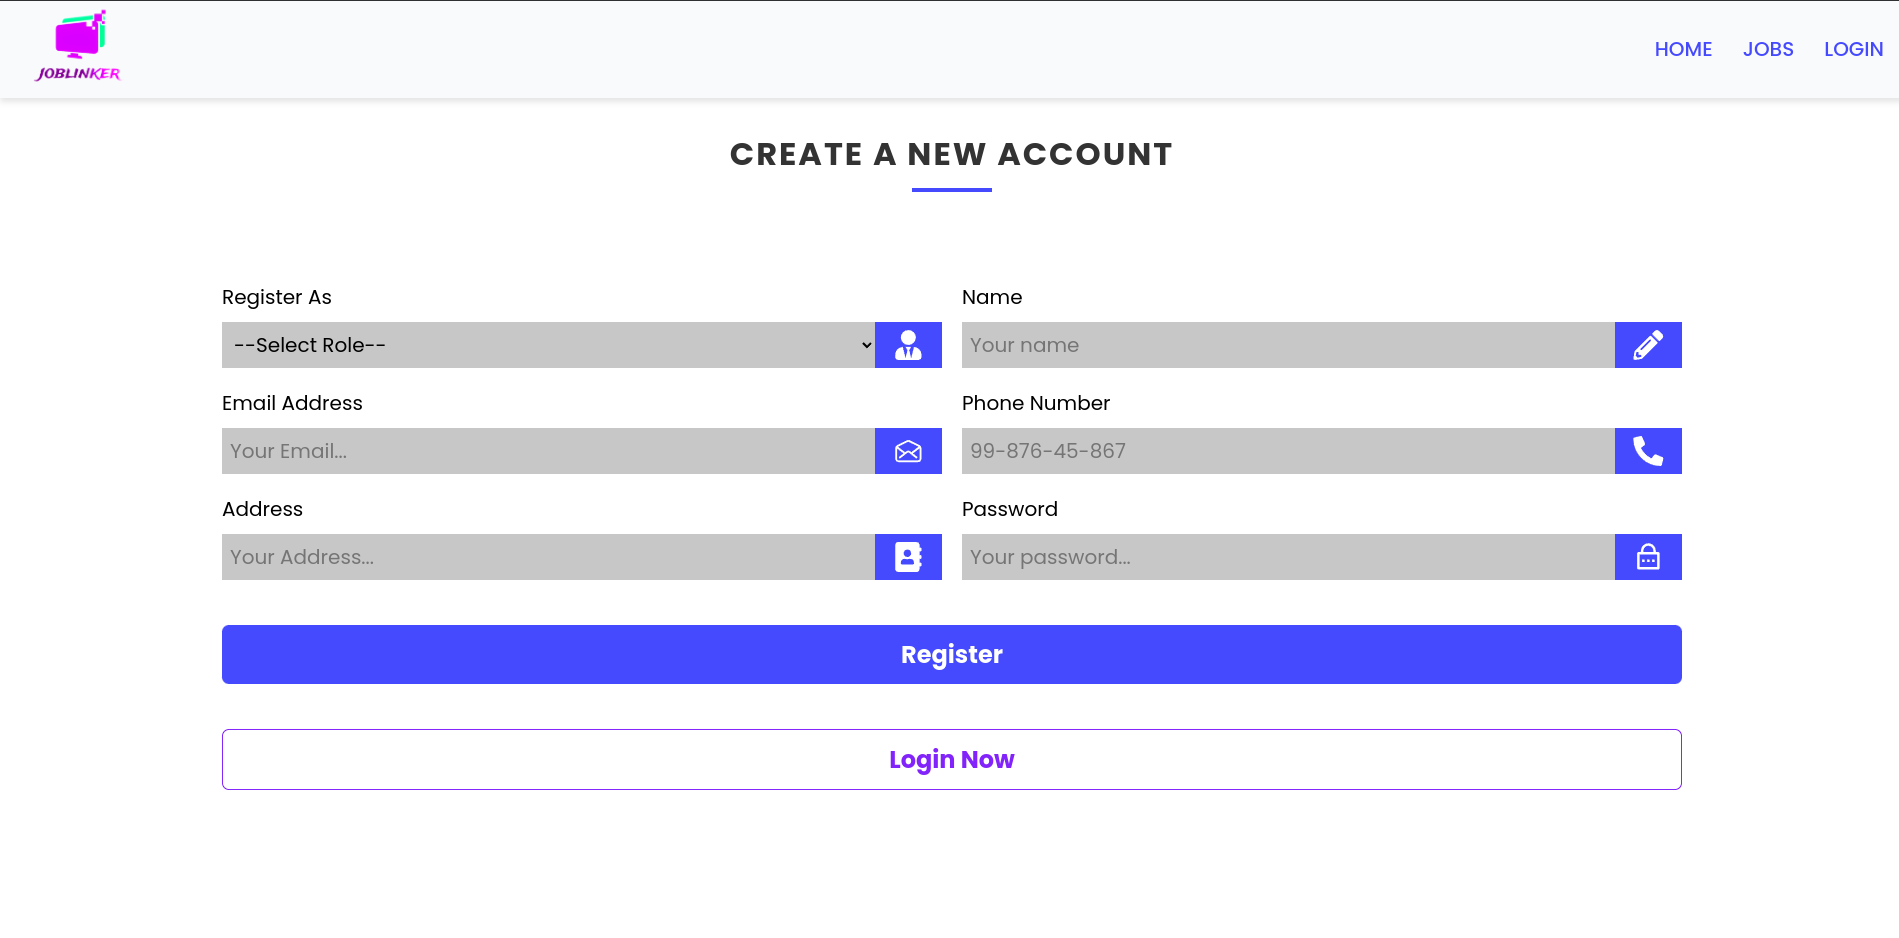 JOBLINKER
HOME JOBS LOGIN
CREATE A NEW ACCOUNT
Register As
--Select Role--
Name
Your name
Email Address
Your Email...
Phone Number
99-876-45-867
Address
Your Address...
Password
Your password...
Register
Login Now